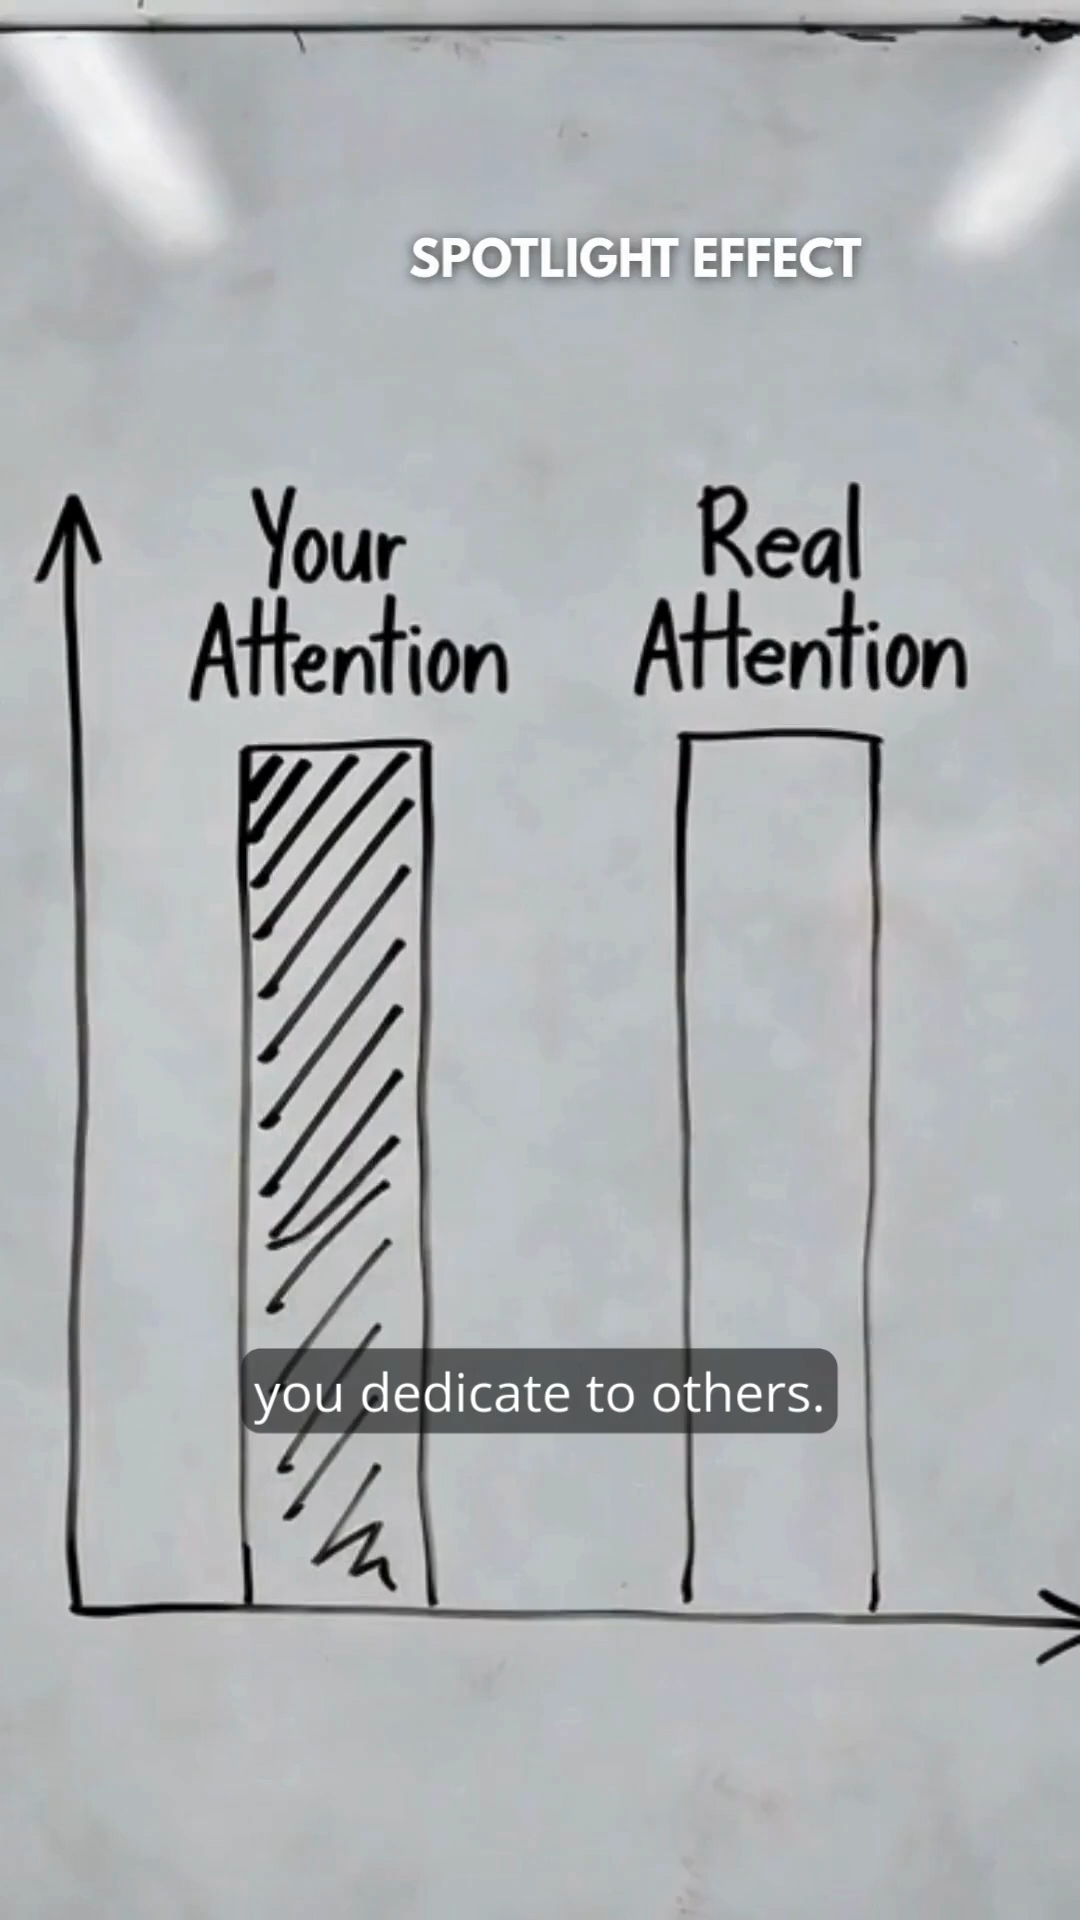 SPOTLIGHT EFFECT
Your
Attention
Real
Attention
you dedicate to others.